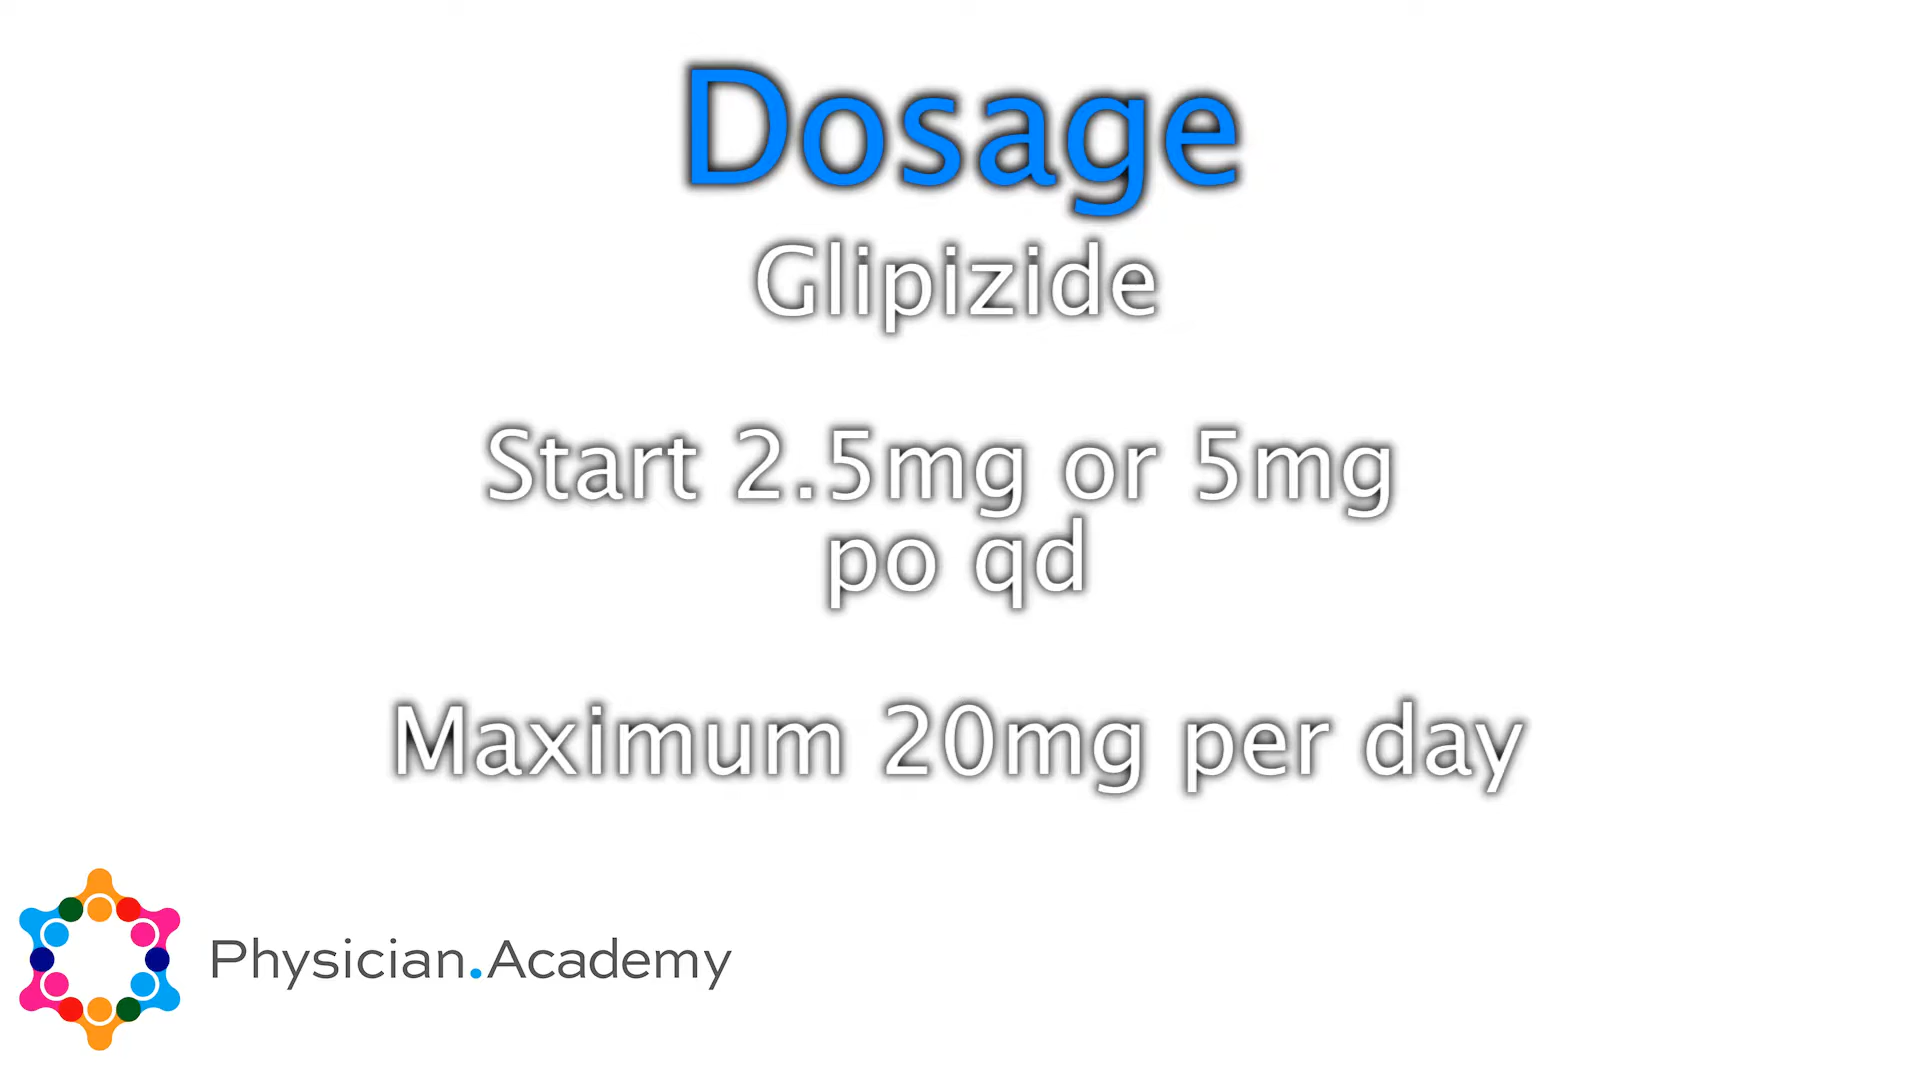 Dosage
Glipizide
Start 2.5mg or 5mg
po qd
Maximum 20mg per day
Physician.Academy